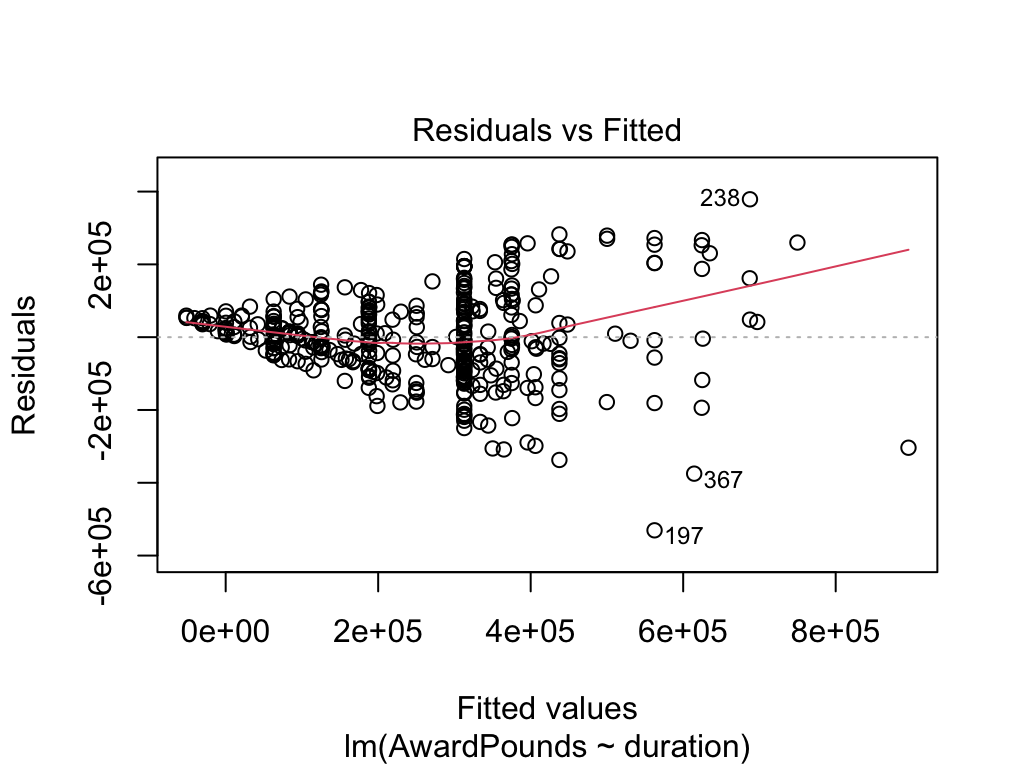 Residuals vs Fitted
Residuals
2e+05
-2e+05
-6e+05
238
367
197
0e+00 2e+05 4e+05 6e+05 8e+05
Fitted values
lm(AwardPounds ~ duration)